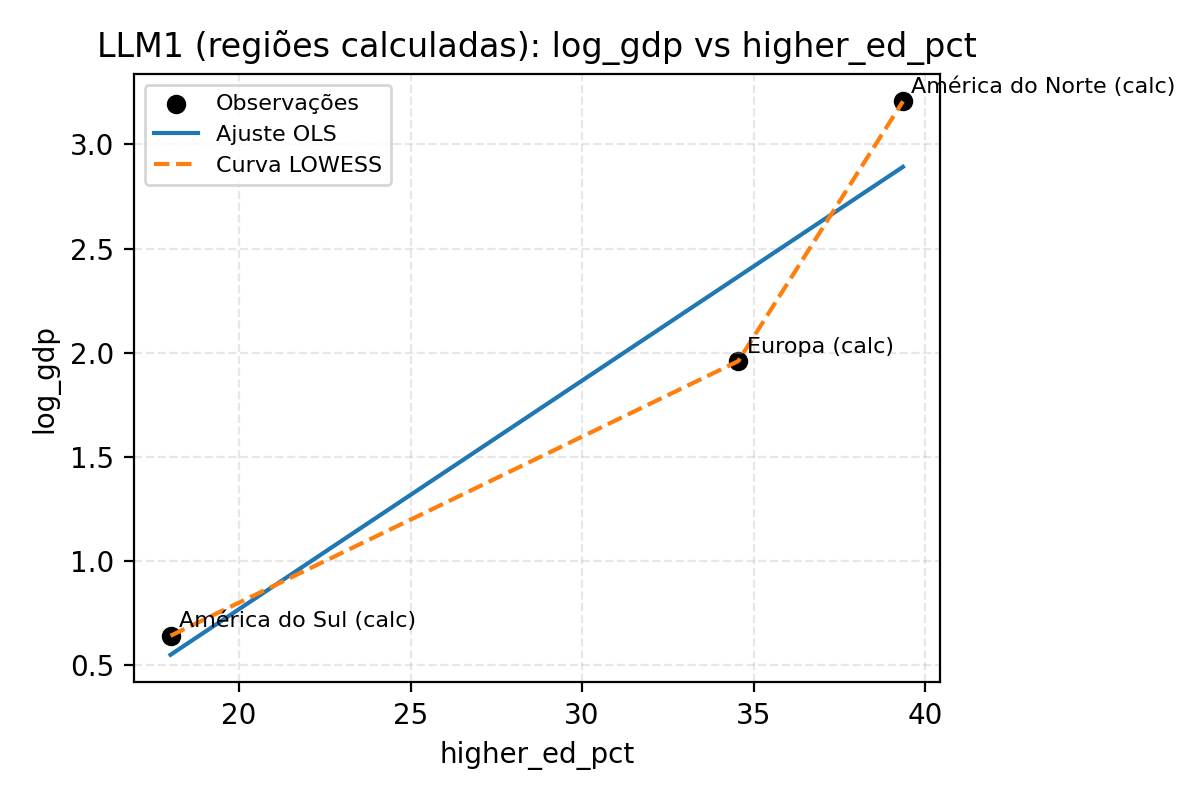 LLM1 (regiões calculadas): log_gdp vs higher_ed_pct
América do Norte (calc)
Observações
Ajuste OLS
Curva LOWESS
3.0
2.5
2.0
1.5
1.0
0.5
log_gdp
Europa (calc)
América do Sul (calc)
20
25
30
35
40
higher_ed_pct